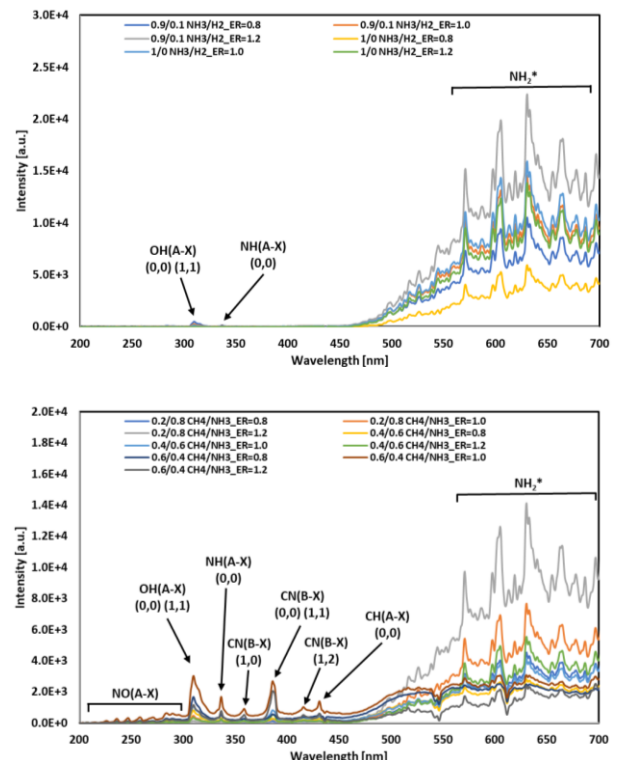 3.0E+4
2.5E+4
2.0E+4
1.5E+4
1.0E+4
5.0E+3
0.0E+0
Intensity [a.u.]
0.9/0.1 NH3/H2_ER=0.8
0.9/0.1 NH3/H2_ER=1.0
0.9/0.1 NH3/H2_ER=1.2
1/0 NH3/H2_ER=0.8
1/0 NH3/H2_ER=1.0
1/0 NH3/H2_ER=1.2
NH₂*
OH(A-X)
(0,0) (1,1)
NH(A-X)
(0,0)
200 250 300 350 400 450 500 550 600 650 700
Wavelength [nm]
2.0E+4
1.8E+4
1.6E+4
1.4E+4
1.2E+4
1.0E+4
8.0E+3
6.0E+3
4.0E+3
2.0E+3
0.0E+0
Intensity [a.u.]
0.2/0.8 CH4/NH3_ER=0.8
0.2/0.8 CH4/NH3_ER=1.0
0.2/0.8 CH4/NH3_ER=1.2
0.4/0.6 CH4/NH3_ER=0.8
0.4/0.6 CH4/NH3_ER=1.0
0.4/0.6 CH4/NH3_ER=1.2
0.6/0.4 CH4/NH3_ER=0.8
0.6/0.4 CH4/NH3_ER=1.0
0.6/0.4 CH4/NH3_ER=1.2
NH₂*
NH(A-X)
(0,0)
OH(A-X)
(0,0) (1,1)
CN(B-X)
(0,0) (1,1)
CH(A-X)
(0,0)
CN(B-X)
(1,0)
CN(B-X)
(1,2)
NO(A-X)
200 250 300 350 400 450 500 550 600 650 700
Wavelength [nm]